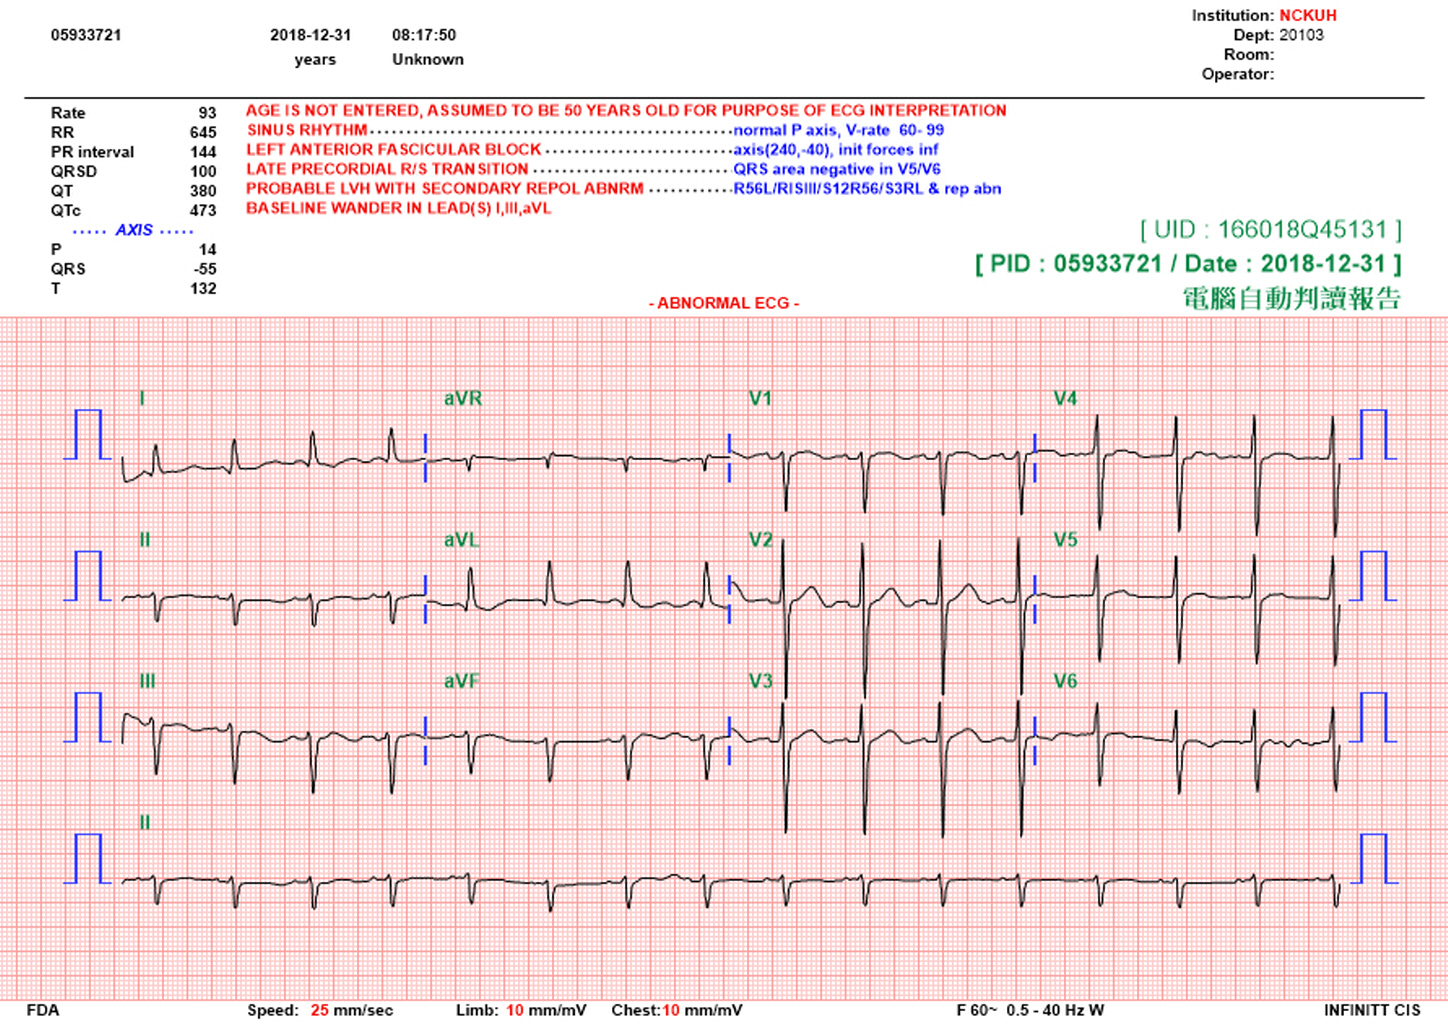 Institution: NCKUH
05933721 2018-12-31 08:17:50 Dept: 20103
years Unknown Room:
Operator:
Rate 93 AGE IS NOT ENTERED, ASSUMED TO BE 50 YEARS OLD FOR PURPOSE OF ECG INTERPRETATION
RR 645 SINUS RHYTHM normal P axis, V-rate 60- 99
PR interval 144 LEFT ANTERIOR FASCICULAR BLOCK axis(240,-40), init forces inf
QRSD 100 LATE PRECORDIAL R/S TRANSITION QRS area negative in V5/V6
QT 380 PROBABLE LVH WITH SECONDARY REPOL ABNRM R56L/RISIII/S12R56/S3RL & rep abn
QTc 473 BASELINE WANDER IN LEAD(S) I,III,aVL
..... AXIS .....
P 14
QRS -55
T 132
[ UID : 166018Q45131 ]
[ PID : 05933721 / Date : 2018-12-31 ]
電腦自動判讀報告
- ABNORMAL ECG -
I aVR V1 V4
II aVL V2 V5
III aVF V3 V6
II
FDA Speed: 25 mm/sec Limb: 10 mm/mV Chest:10 mm/mV F 60~ 0.5 - 40 Hz W INFINITT CIS